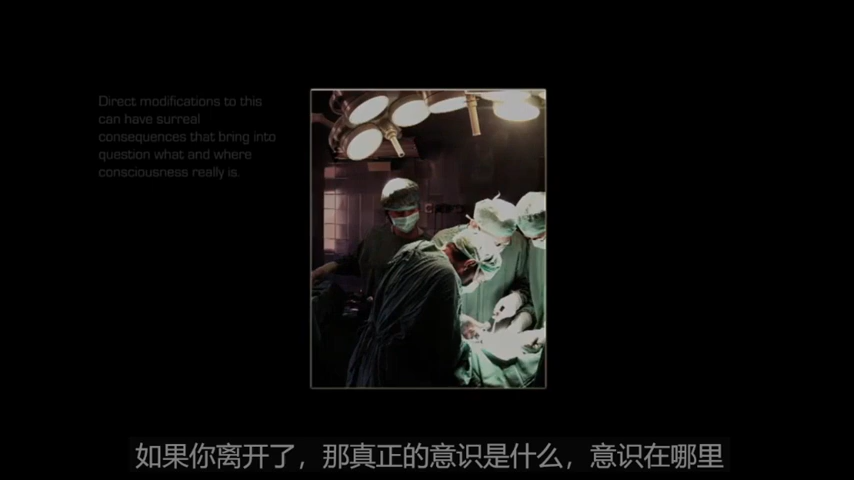 Direct modifications to this
can have surreal
consequences that bring into
question what and where
consciousness really is.
如果你离开了，那真正的意识是什么，意识在哪里